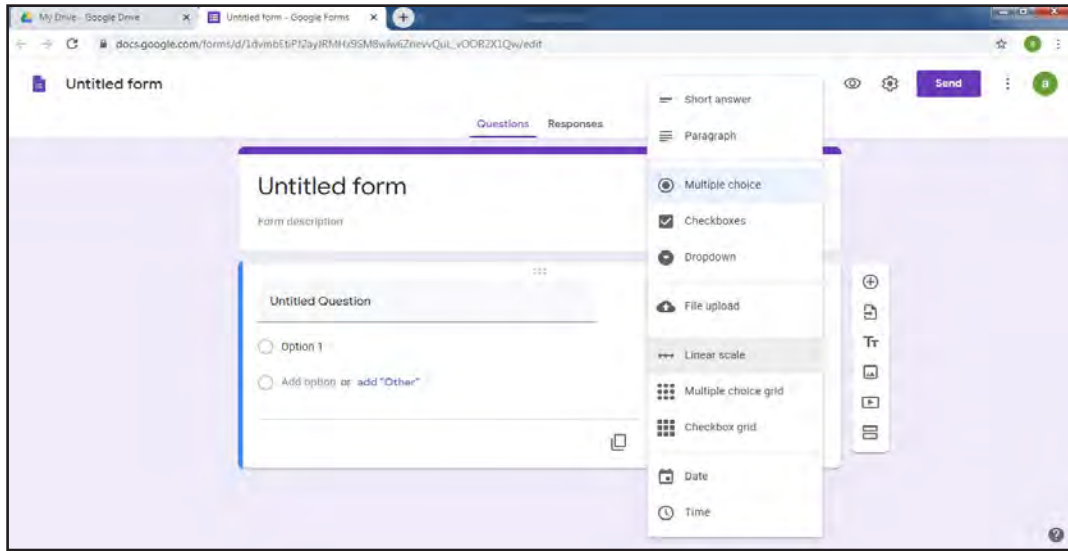 My Drive - Google Drive
Untitled form - Google Forms
Untitled form
Send
a
Questions Responses
Untitled form
Form description
Untitled Question
Option 1
Add option or add "Other"
Short answer
Paragraph
Multiple choice
Checkboxes
Dropdown
File upload
Linear scale
Multiple choice grid
Checkbox grid
Date
Time
Tт